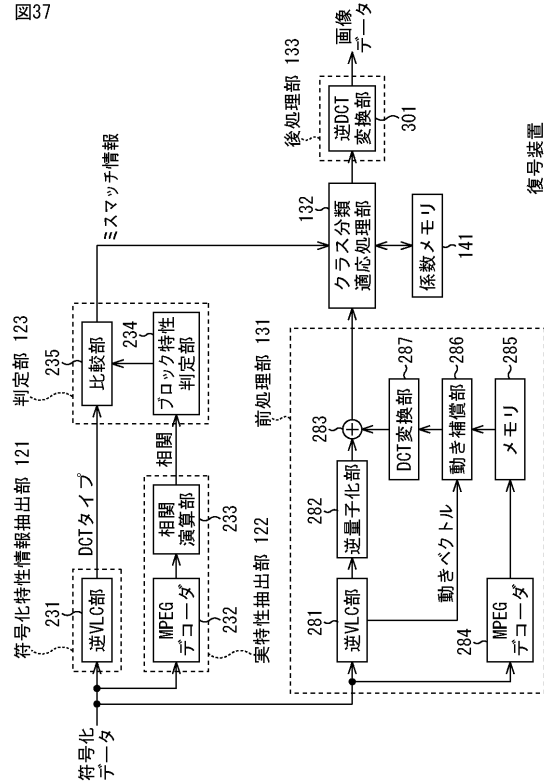 図37
符号化
データ
符号化特性情報抽出部 121
231
逆VLC部
DCTタイプ
実特性抽出部 122
MPEG
デコーダ
232
相関
演算部
233
相関
判定部 123
235
比較部
234
ブロック特性
判定部
ミスマッチ情報
前処理部 131
281
逆VLC部
282
逆量子化部
283
動きベクトル
284
MPEG
デコーダ
DCT変換部
287
動き補償部
286
メモリ
285
132
クラス分類
適応処理部
係数メモリ
141
後処理部 133
逆DCT
変換部
301
画像
データ
復号装置